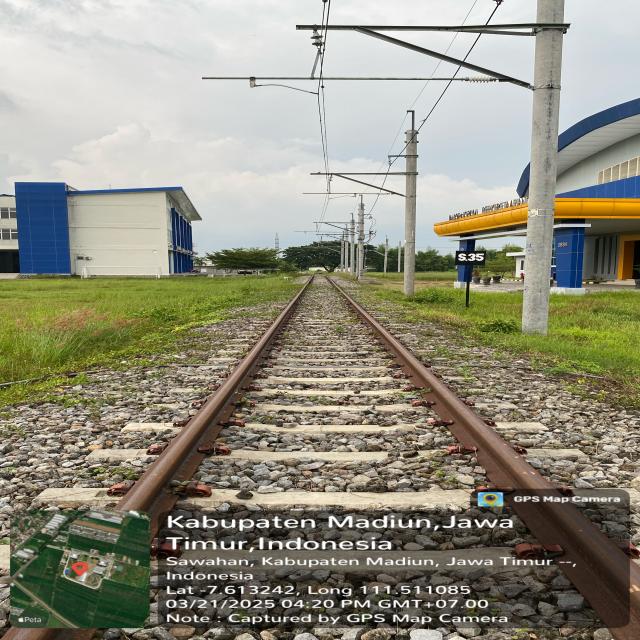 S.35
GPS Map Camera
Kabupaten Madiun,Jawa
Timur,Indonesia
Sawahan, Kabupaten Madiun, Jawa Timur --,
Indonesia
Lat -7.613242, Long 111.511085
03/21/2025 04:20 PM GMT+07.00
Note : Captured by GPS Map Camera
Peta